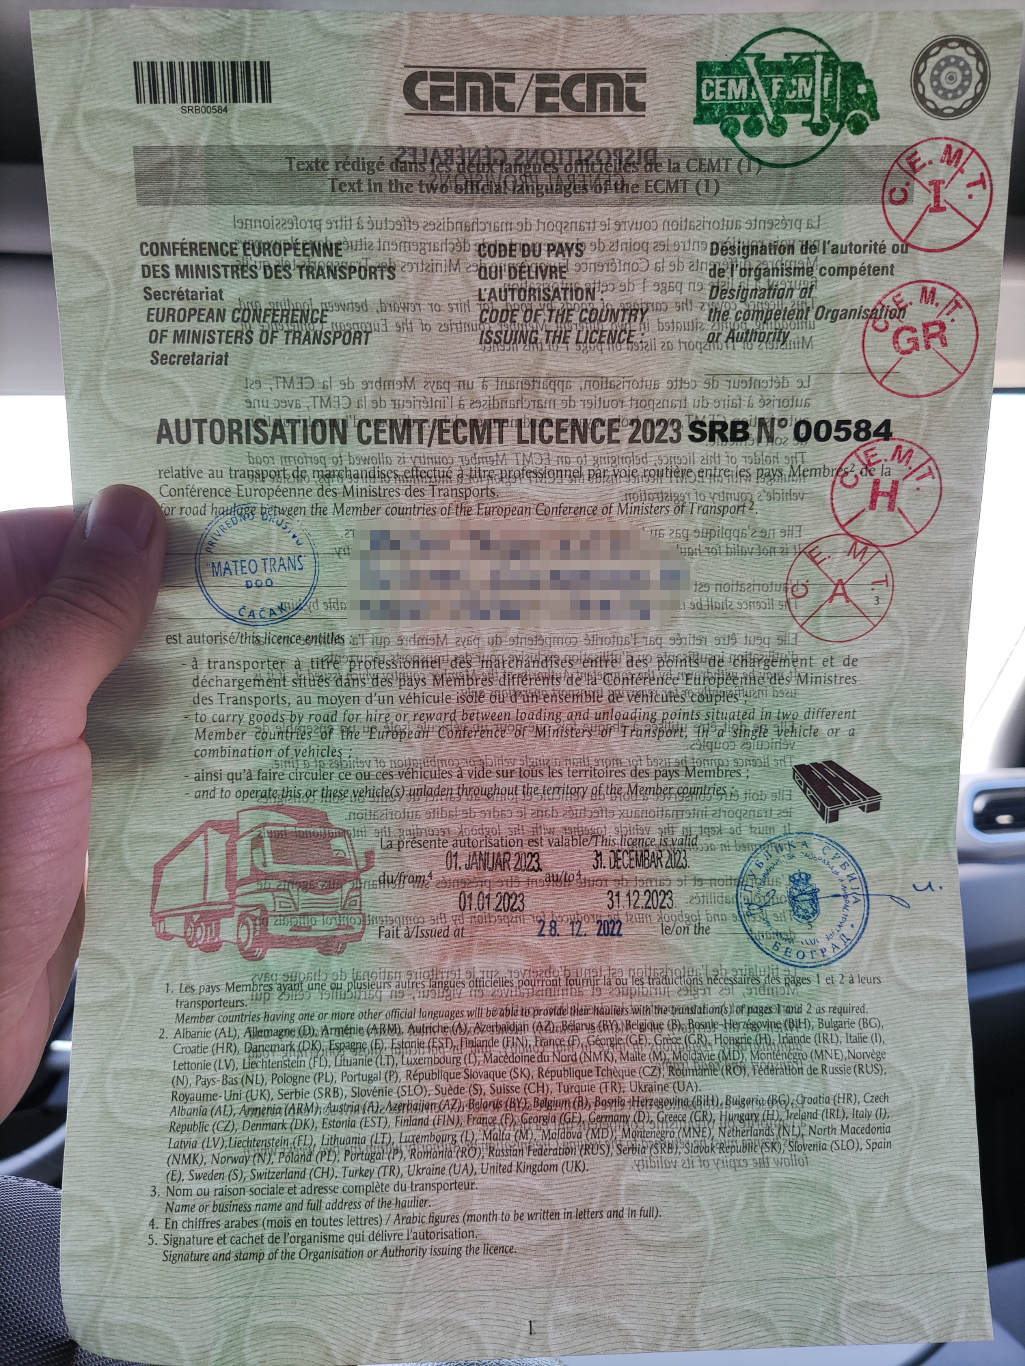 SRB00584
CEMT/ECMT
CEMT ECMT
VI
Texte rédigé dans les deux langues officielles de la CEMT (1)
Text in the two official languages of the ECMT (1)
C. E. M. T.
I
CONFÉRENCE EUROPÉENNE
DES MINISTRES DES TRANSPORTS
Secrétariat
EUROPEAN CONFERENCE
OF MINISTERS OF TRANSPORT
Secretariat
CODE DU PAYS
QUI DÉLIVRE
L'AUTORISATION :
CODE OF THE COUNTRY
ISSUING THE LICENCE :
Désignation de l'autorité ou
de l'organisme compétent
Designation of
the competent Organisation
or Authority
C. E. M. T.
GR
AUTORISATION CEMT/ECMT LICENCE 2023 SRB N° 00584
relative au transport de marchandises effectué à titre professionnel par voie routière entre les pays Membres², de la
Conférence Européenne des Ministres des Transports.
for road haulage between the Member countries of the European Conference of Ministers of Transport².
C. E. M. T.
H
PRIVREDNO DRUŠTVO
"MATEO TRANS"
DOO
ČAČAK
C. E. M. T.
A
3
est autorisé/this licence entitles
- à transporter à titre professionnel des marchandises entre des points de chargement et de
déchargement situés dans des pays Membres différents de la Conférence Européenne des Ministres
des Transports, au moyen d'un véhicule isolé ou d'un ensemble de véhicules couplés ;
- to carry goods by road for hire or reward between loading and unloading points situated in two different
Member countries of the European Conference of Ministers of Transport, in a single vehicle or a
combination of vehicles ;
- ainsi qu'à faire circuler ce ou ces véhicules à vide sur tous les territoires des pays Membres ;
- and to operate this or these vehicle(s) unladen throughout the territory of the Member countries :
La présente autorisation est valable/This licence is valid
01. JANUAR 2023. 31. DECEMBAR 2023.
du/from⁴ au/to⁴
01.01.2023 31.12.2023
Fait à/Issued at 28. 12. 2022 le/on the
РЕПУБЛИКА СРБИЈА
БЕОГРАД
1. Les pays Membres ayant une ou plusieurs autres langues officielles pourront fournir la ou les traductions nécessaires des pages 1 et 2 à leurs
transporteurs.
Member countries having one or more other official languages will be able to provide their hauliers with the translation(s) of pages 1 and 2 as required.
2. Albanie (AL), Allemagne (D), Arménie (ARM), Autriche (A), Azerbaïdjan (AZ), Bélarus (BY), Belgique (B), Bosnie-Herzégovine (BIH), Bulgarie (BG),
Croatie (HR), Danemark (DK), Espagne (E), Estonie (EST), Finlande (FIN), France (F), Géorgie (GE), Grèce (GR), Hongrie (H), Irlande (IRL), Italie (I),
Lettonie (LV), Liechtenstein (FL), Lituanie (LT), Luxembourg (L), Macédoine du Nord (NMK), Malte (M), Moldavie (MD), Monténégro (MNE), Norvège
(N), Pays-Bas (NL), Pologne (PL), Portugal (P), République Slovaque (SK), République Tchèque (CZ), Roumanie (RO), Fédération de Russie (RUS),
Royaume-Uni (UK), Serbie (SRB), Slovénie (SLO), Suède (S), Suisse (CH), Turquie (TR), Ukraine (UA).
Albania (AL), Armenia (ARM), Austria (A), Azerbaijan (AZ), Belarus (BY), Belgium (B), Bosnia-Herzegovina (BiH), Bulgaria (BG), Croatia (HR), Czech
Republic (CZ), Denmark (DK), Estonia (EST), Finland (FIN), France (F), Georgia (GE), Germany (D), Greece (GR), Hungary (H), Ireland (IRL), Italy (I),
Latvia (LV), Liechtenstein (FL), Lithuania (LT), Luxembourg (L), Malta (M), Moldova (MD), Montenegro (MNE), Netherlands (NL), North Macedonia
(NMK), Norway (N), Poland (PL), Portugal (P), Romania (RO), Russian Federation (RUS), Serbia (SRB), Slovak Republic (SK), Slovenia (SLO), Spain
(E), Sweden (S), Switzerland (CH), Turkey (TR), Ukraine (UA), United Kingdom (UK).
3. Nom ou raison sociale et adresse complète du transporteur.
Name or business name and full address of the haulier.
4. En chiffres arabes (mois en toutes lettres) / Arabic figures (month to be written in letters and in full).
5. Signature et cachet de l'organisme qui délivre l'autorisation.
Signature and stamp of the Organisation or Authority issuing the licence.
1